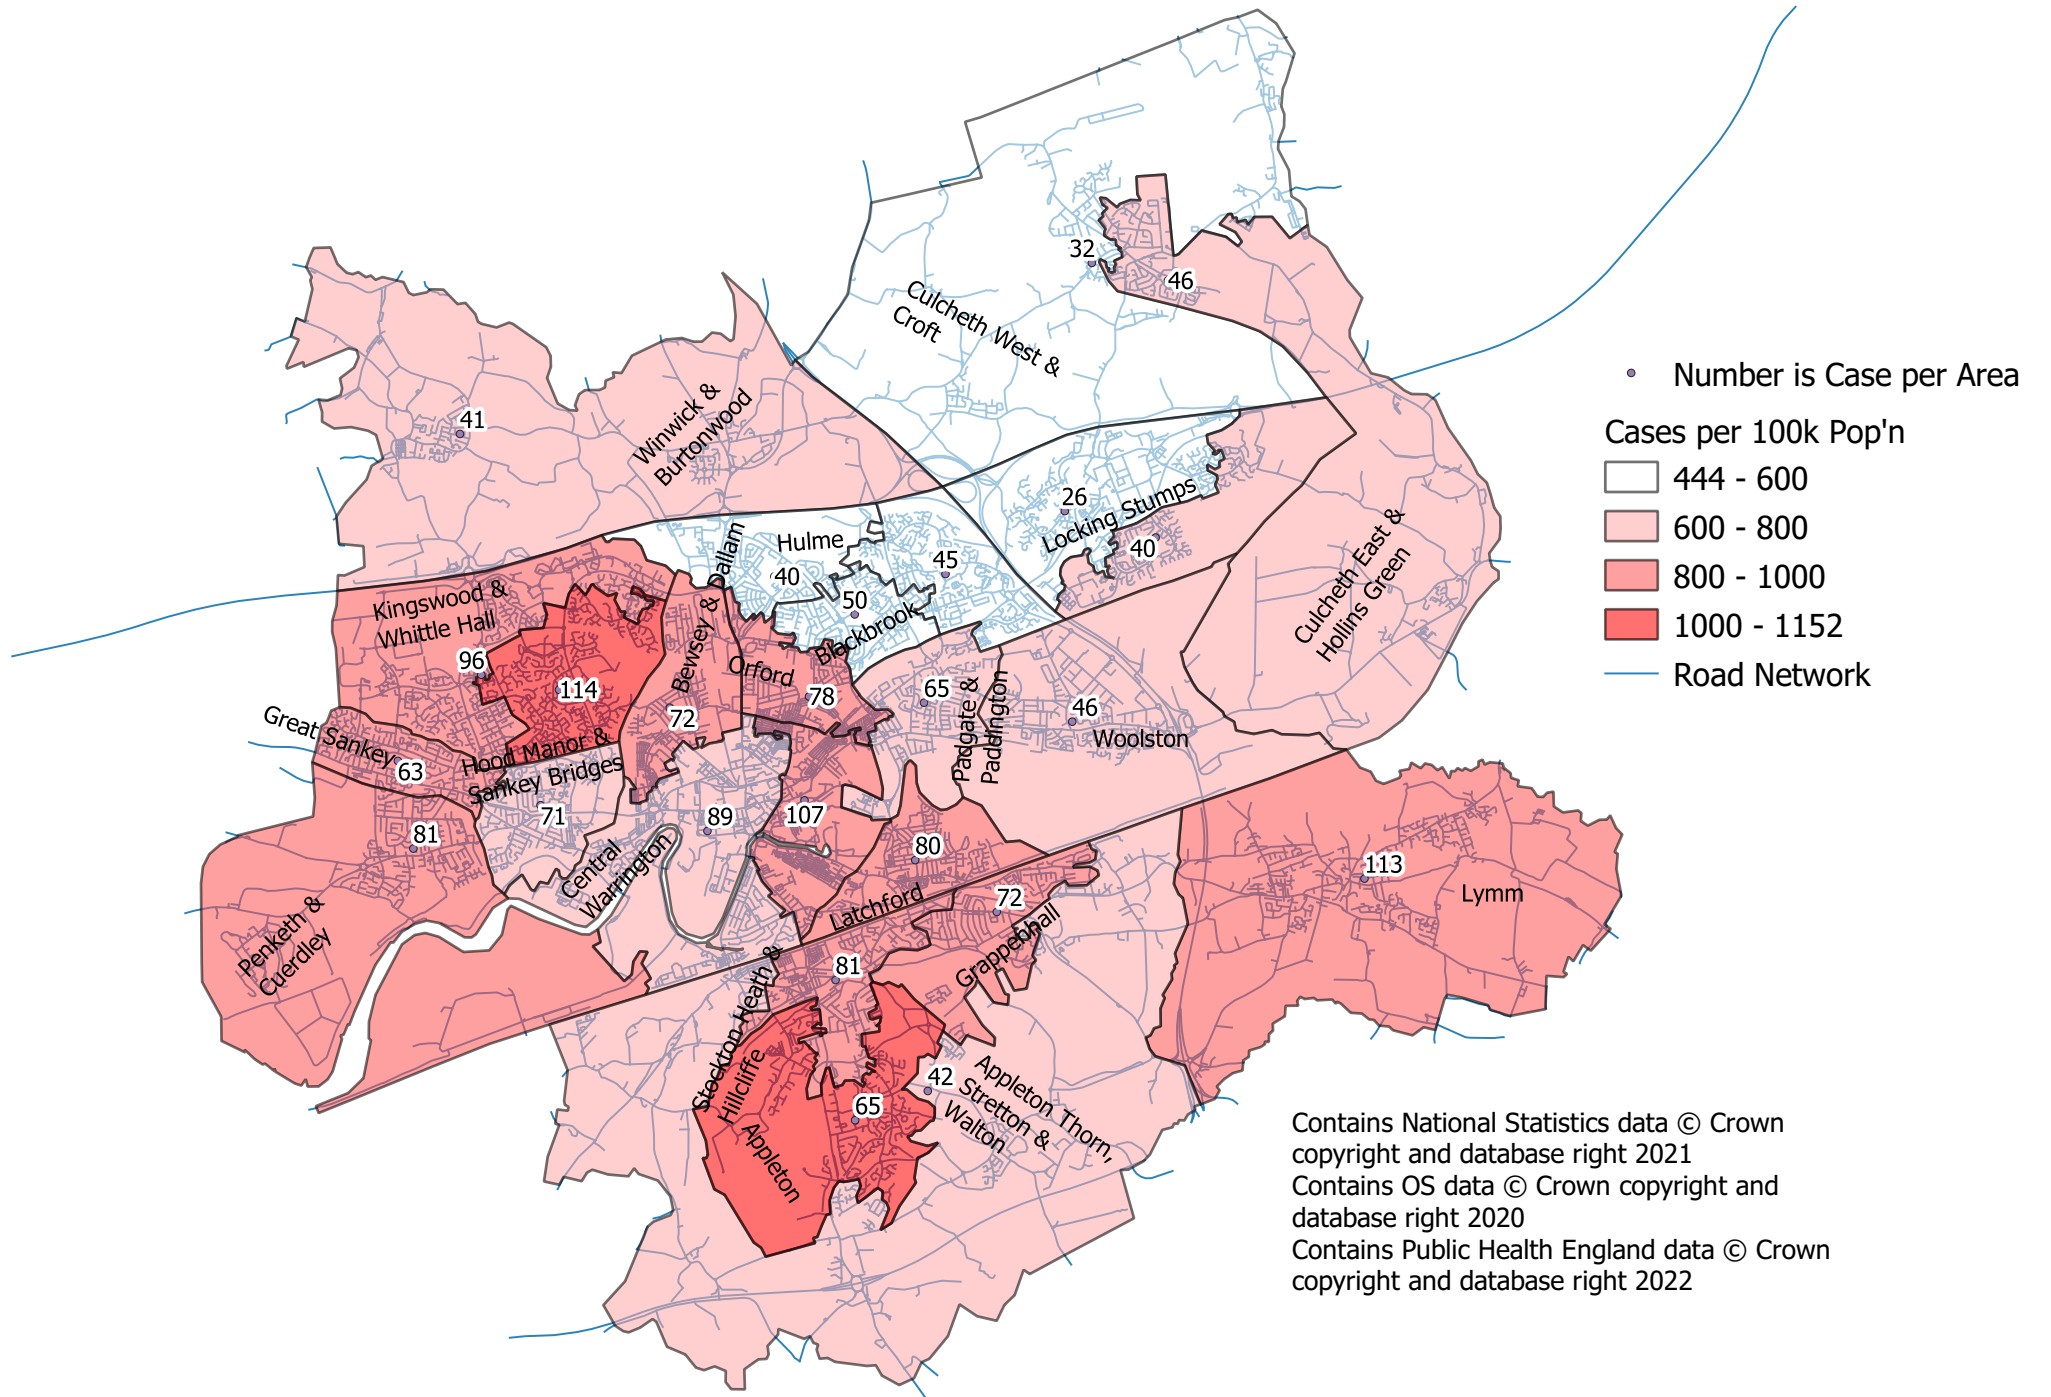 32
46
Culcheth West &
Croft
41
Winwick &
Burtonwood
26
Locking Stumps
40
Culcheth East &
Hollins Green
Hulme
40
45
50
Blackbrook
Bewsey & Dallam
Kingswood &
Whittle Hall
96
114
Orford
78
72
65
Padgate &
Paddington
46
Woolston
Great Sankey
63
Hood Manor &
Sankey Bridges
71
81
89
107
80
Central
Warrington
Penketh &
Cuerdley
Latchford
72
Grappenhall
113
Lymm
81
Stockton Heath &
Hillcliffe
65
Appleton
42
Appleton Thorn,
Stretton &
Walton
Number is Case per Area
Cases per 100k Pop'n
444 - 600
600 - 800
800 - 1000
1000 - 1152
Road Network
Contains National Statistics data © Crown
copyright and database right 2021
Contains OS data © Crown copyright and
database right 2020
Contains Public Health England data © Crown
copyright and database right 2022